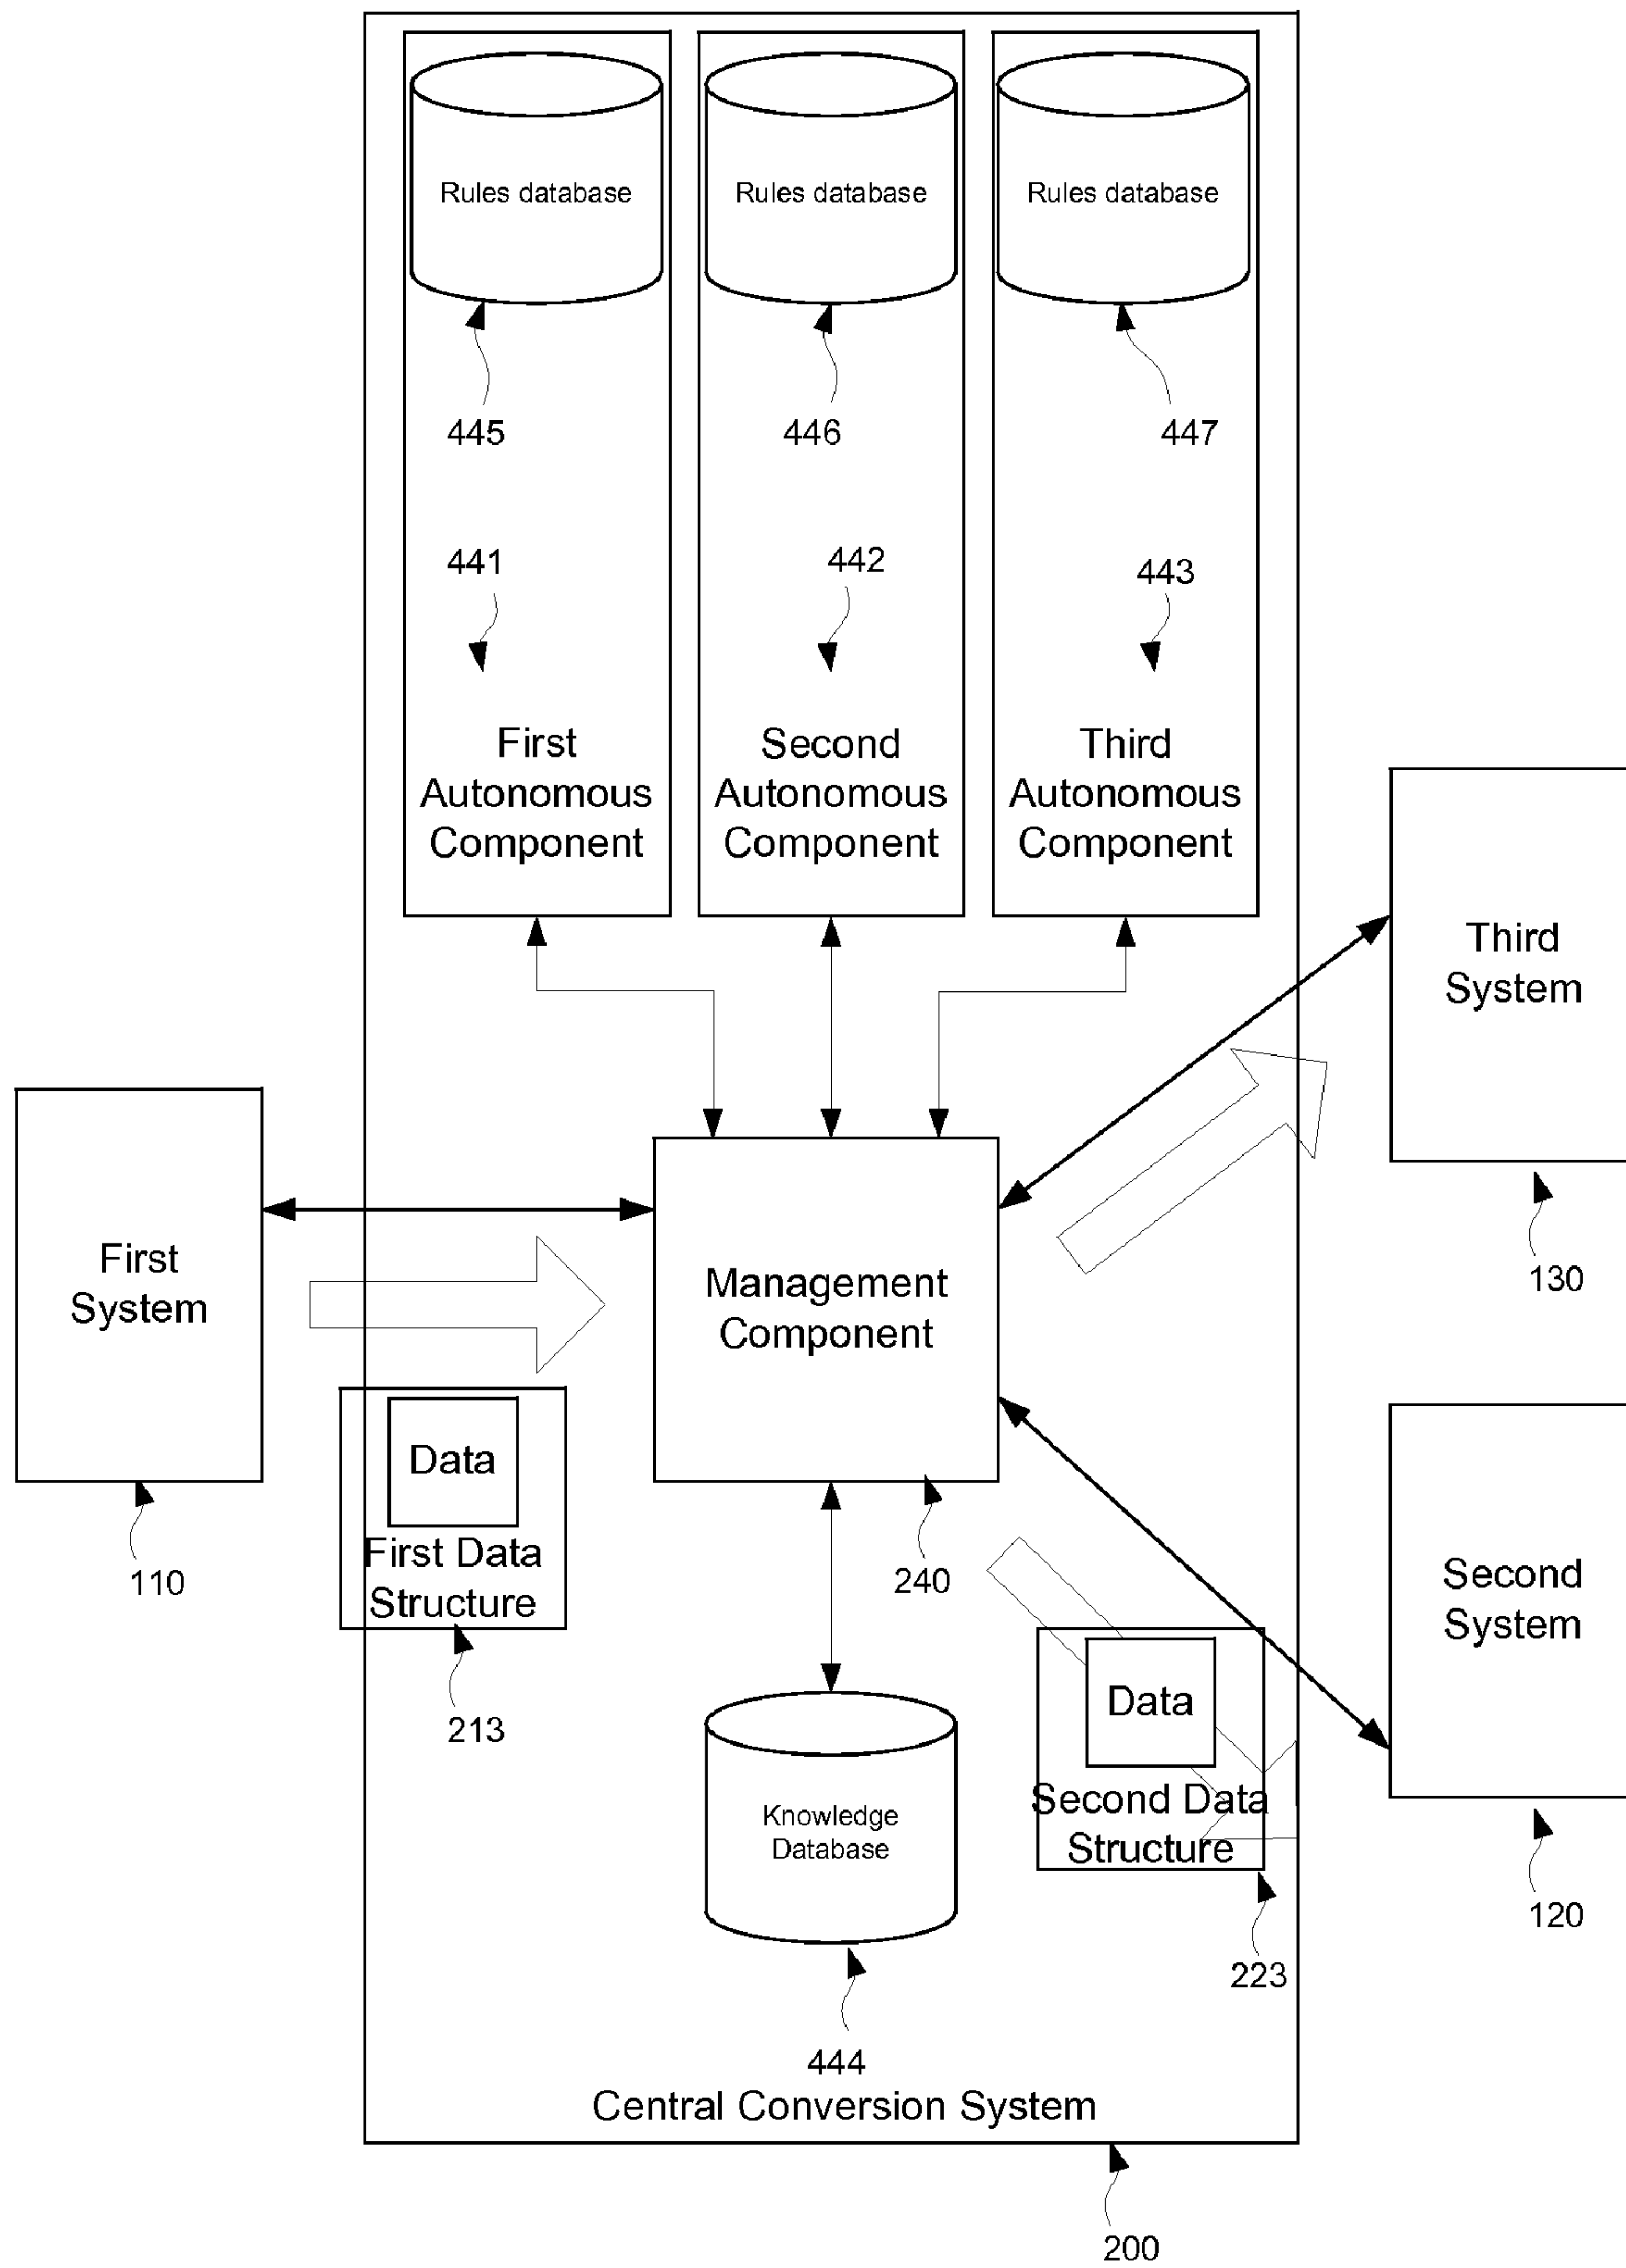 Rules database
Rules database
Rules database
445
446
447
441
442
443
First
Autonomous
Component
Second
Autonomous
Component
Third
Autonomous
Component
Third
System
130
First
System
110
Management
Component
240
Data
First Data
Structure
213
Second
System
120
Data
Second Data
Structure
223
Knowledge
Database
444
Central Conversion System
200